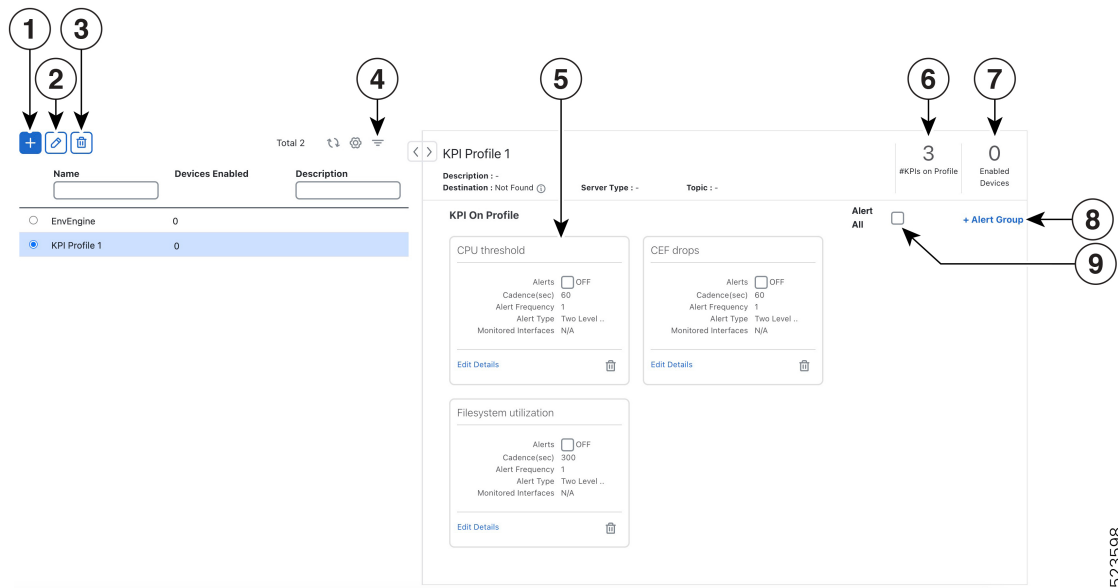 1
3
2
4
5
6
7
Total 2
KPI Profile 1
3
#KPIs on Profile
0
Enabled
Devices
Name
Devices Enabled
Description
Description : -
Destination : Not Found
Server Type : -
Topic : -
EnvEngine
0
KPI Profile 1
0
KPI On Profile
Alert
All
+ Alert Group
8
9
CPU threshold
Alerts OFF
Cadence(sec) 60
Alert Frequency 1
Alert Type Two Level ..
Monitored Interfaces N/A
Edit Details
CEF drops
Alerts OFF
Cadence(sec) 60
Alert Frequency 1
Alert Type Two Level ..
Monitored Interfaces N/A
Edit Details
Filesystem utilization
Alerts OFF
Cadence(sec) 300
Alert Frequency 1
Alert Type Two Level ..
Monitored Interfaces N/A
Edit Details
523598